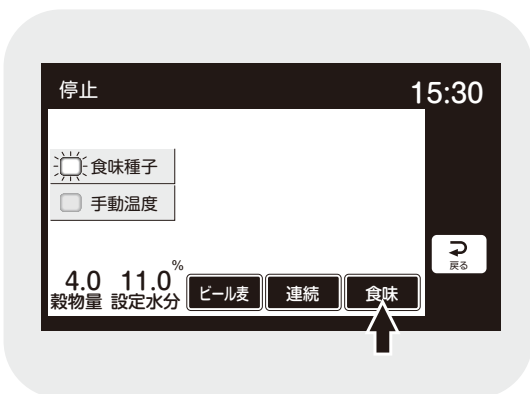 停止 15:30
食味種子
手動温度
戻る
4.0 11.0%
穀物量 設定水分
ビール麦 連続 食味